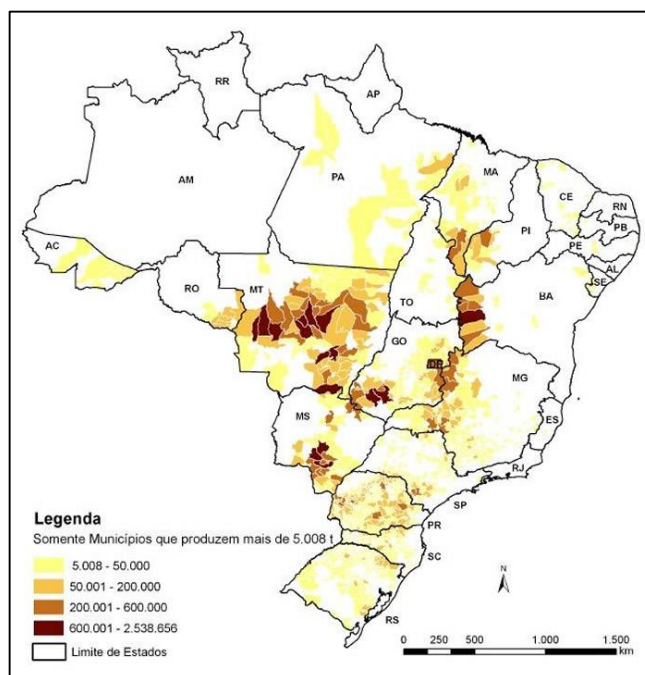 RR
AP
AM
PA
MA
CE
RN
PB
PI
PE
AL
SE
AC
RO
MT
TO
BA
GO
DF
MG
MS
ES
RJ
SP
PR
SC
RS
Legenda
Somente Municípios que produzem mais de 5.008 t
5.008 - 50.000
50.001 - 200.000
200.001 - 600.000
600.001 - 2.538.656
Limite de Estados
N
0 250 500 1.000 1.500
km